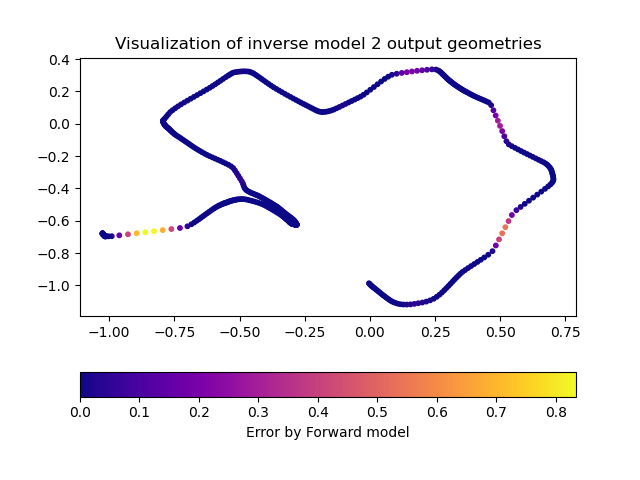 Visualization of inverse model 2 output geometries
0.4
0.2
0.0
−0.2
−0.4
−0.6
−0.8
−1.0
−1.00 −0.75 −0.50 −0.25 0.00 0.25 0.50 0.75
0.0 0.1 0.2 0.3 0.4 0.5 0.6 0.7 0.8
Error by Forward model